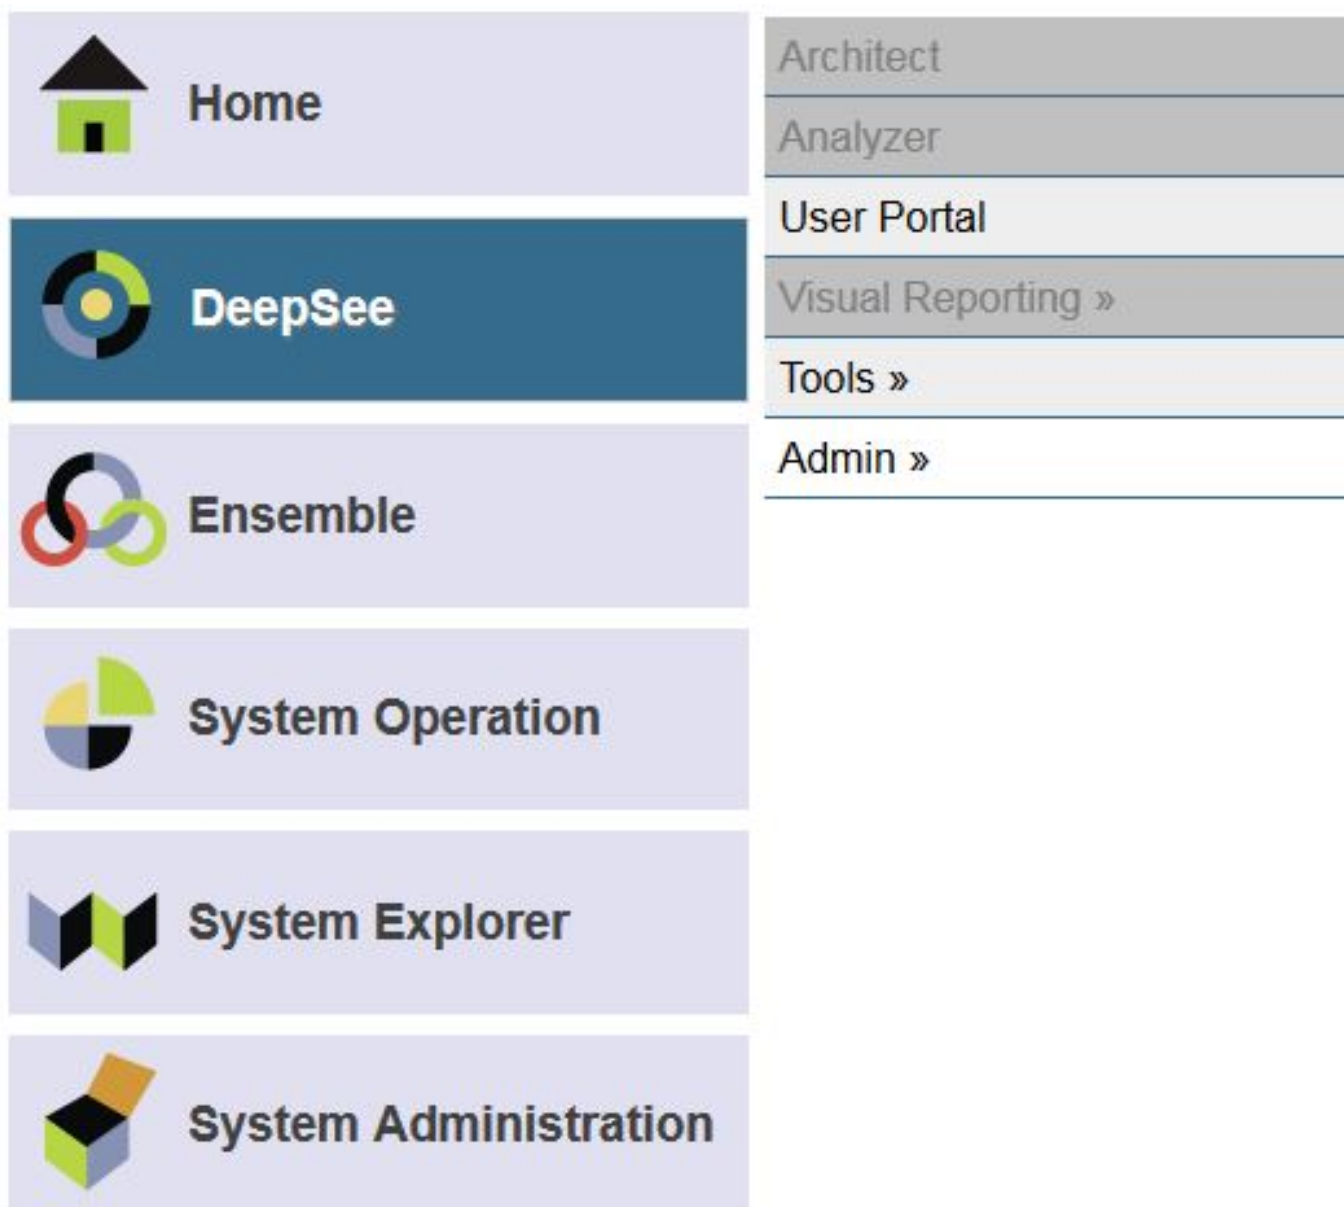 Home
DeepSee
Ensemble
System Operation
System Explorer
System Administration
Architect
Analyzer
User Portal
Visual Reporting »
Tools »
Admin »